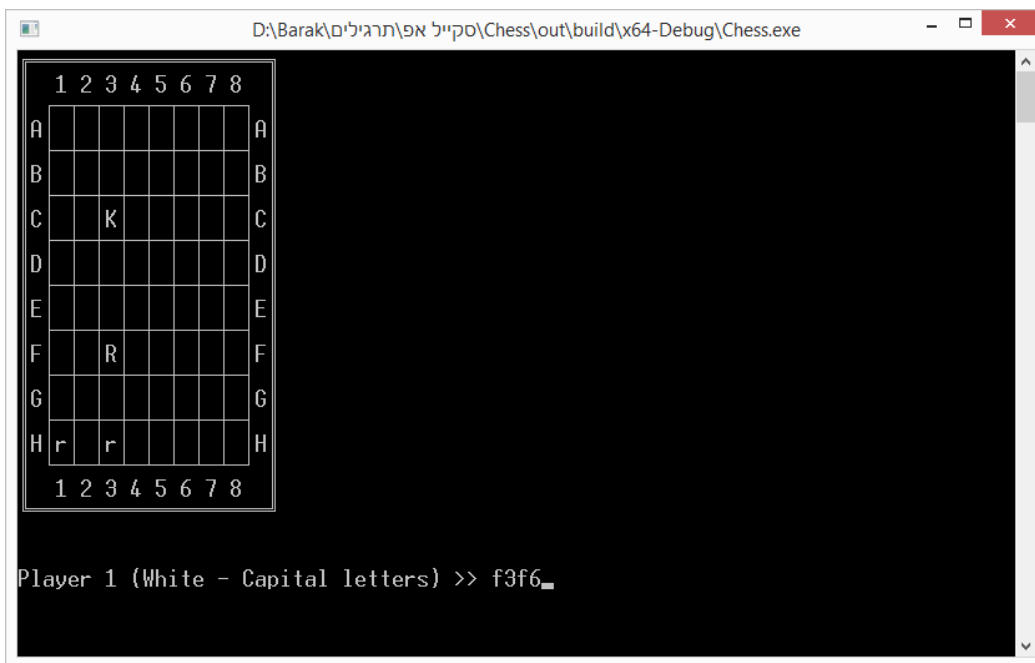 D:\Barak\סקייל אפ\תרגילים\Chess\out\build\x64-Debug\Chess.exe
1 2 3 4 5 6 7 8
A A
B B
C K C
D D
E E
F R F
G G
H r r H
1 2 3 4 5 6 7 8
Player 1 (White - Capital letters) >> f3f6